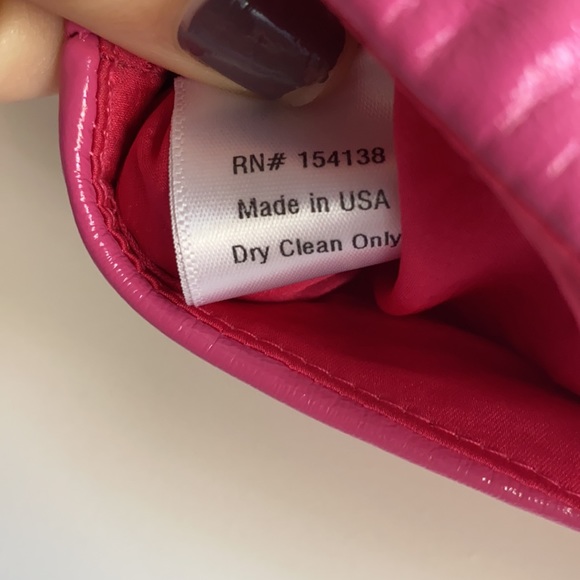 RN# 154138
Made in USA
Dry Clean Only